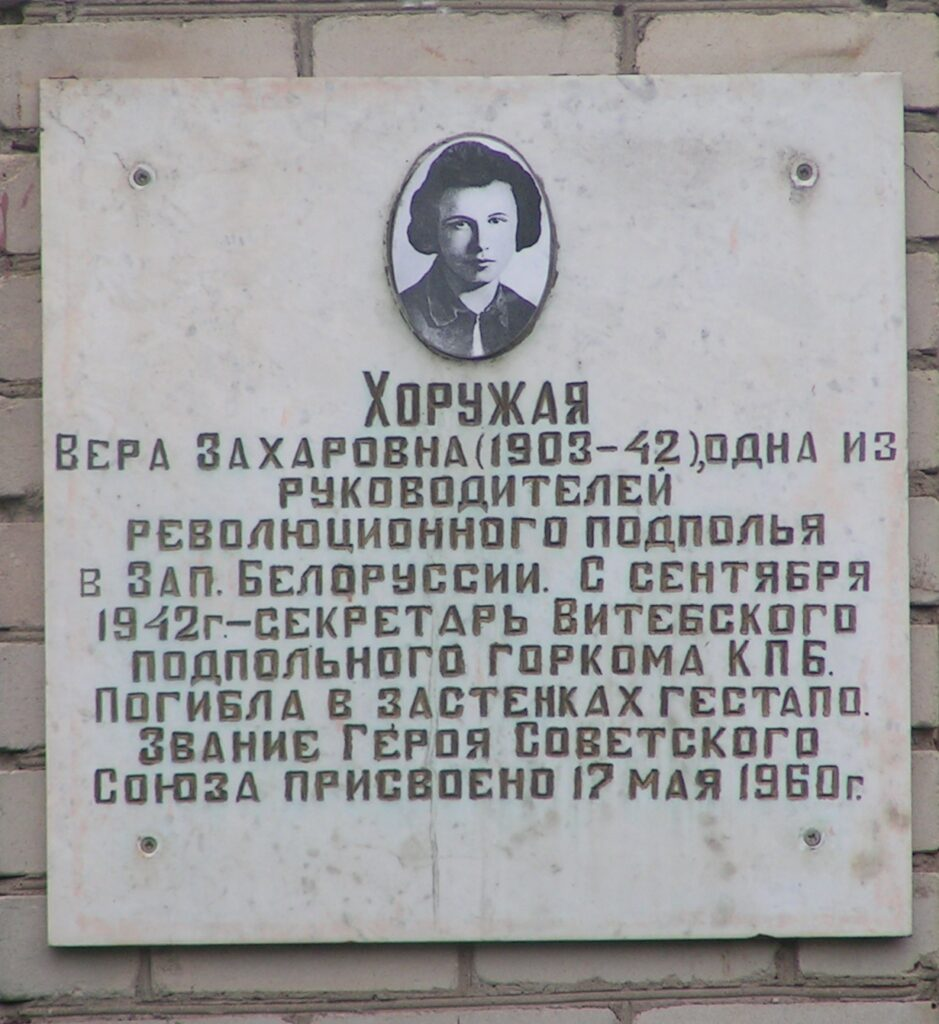 Хоружая
Вера Захаровна (1903-42), одна из
руководителей
революционного подполья
в Зап. Белоруссии. С сентября
1942г.-секретарь Витебского
подпольного горкома КПБ.
Погибла в застенках гестапо.
Звание Героя Советского
Союза присвоено 17 мая 1960г.